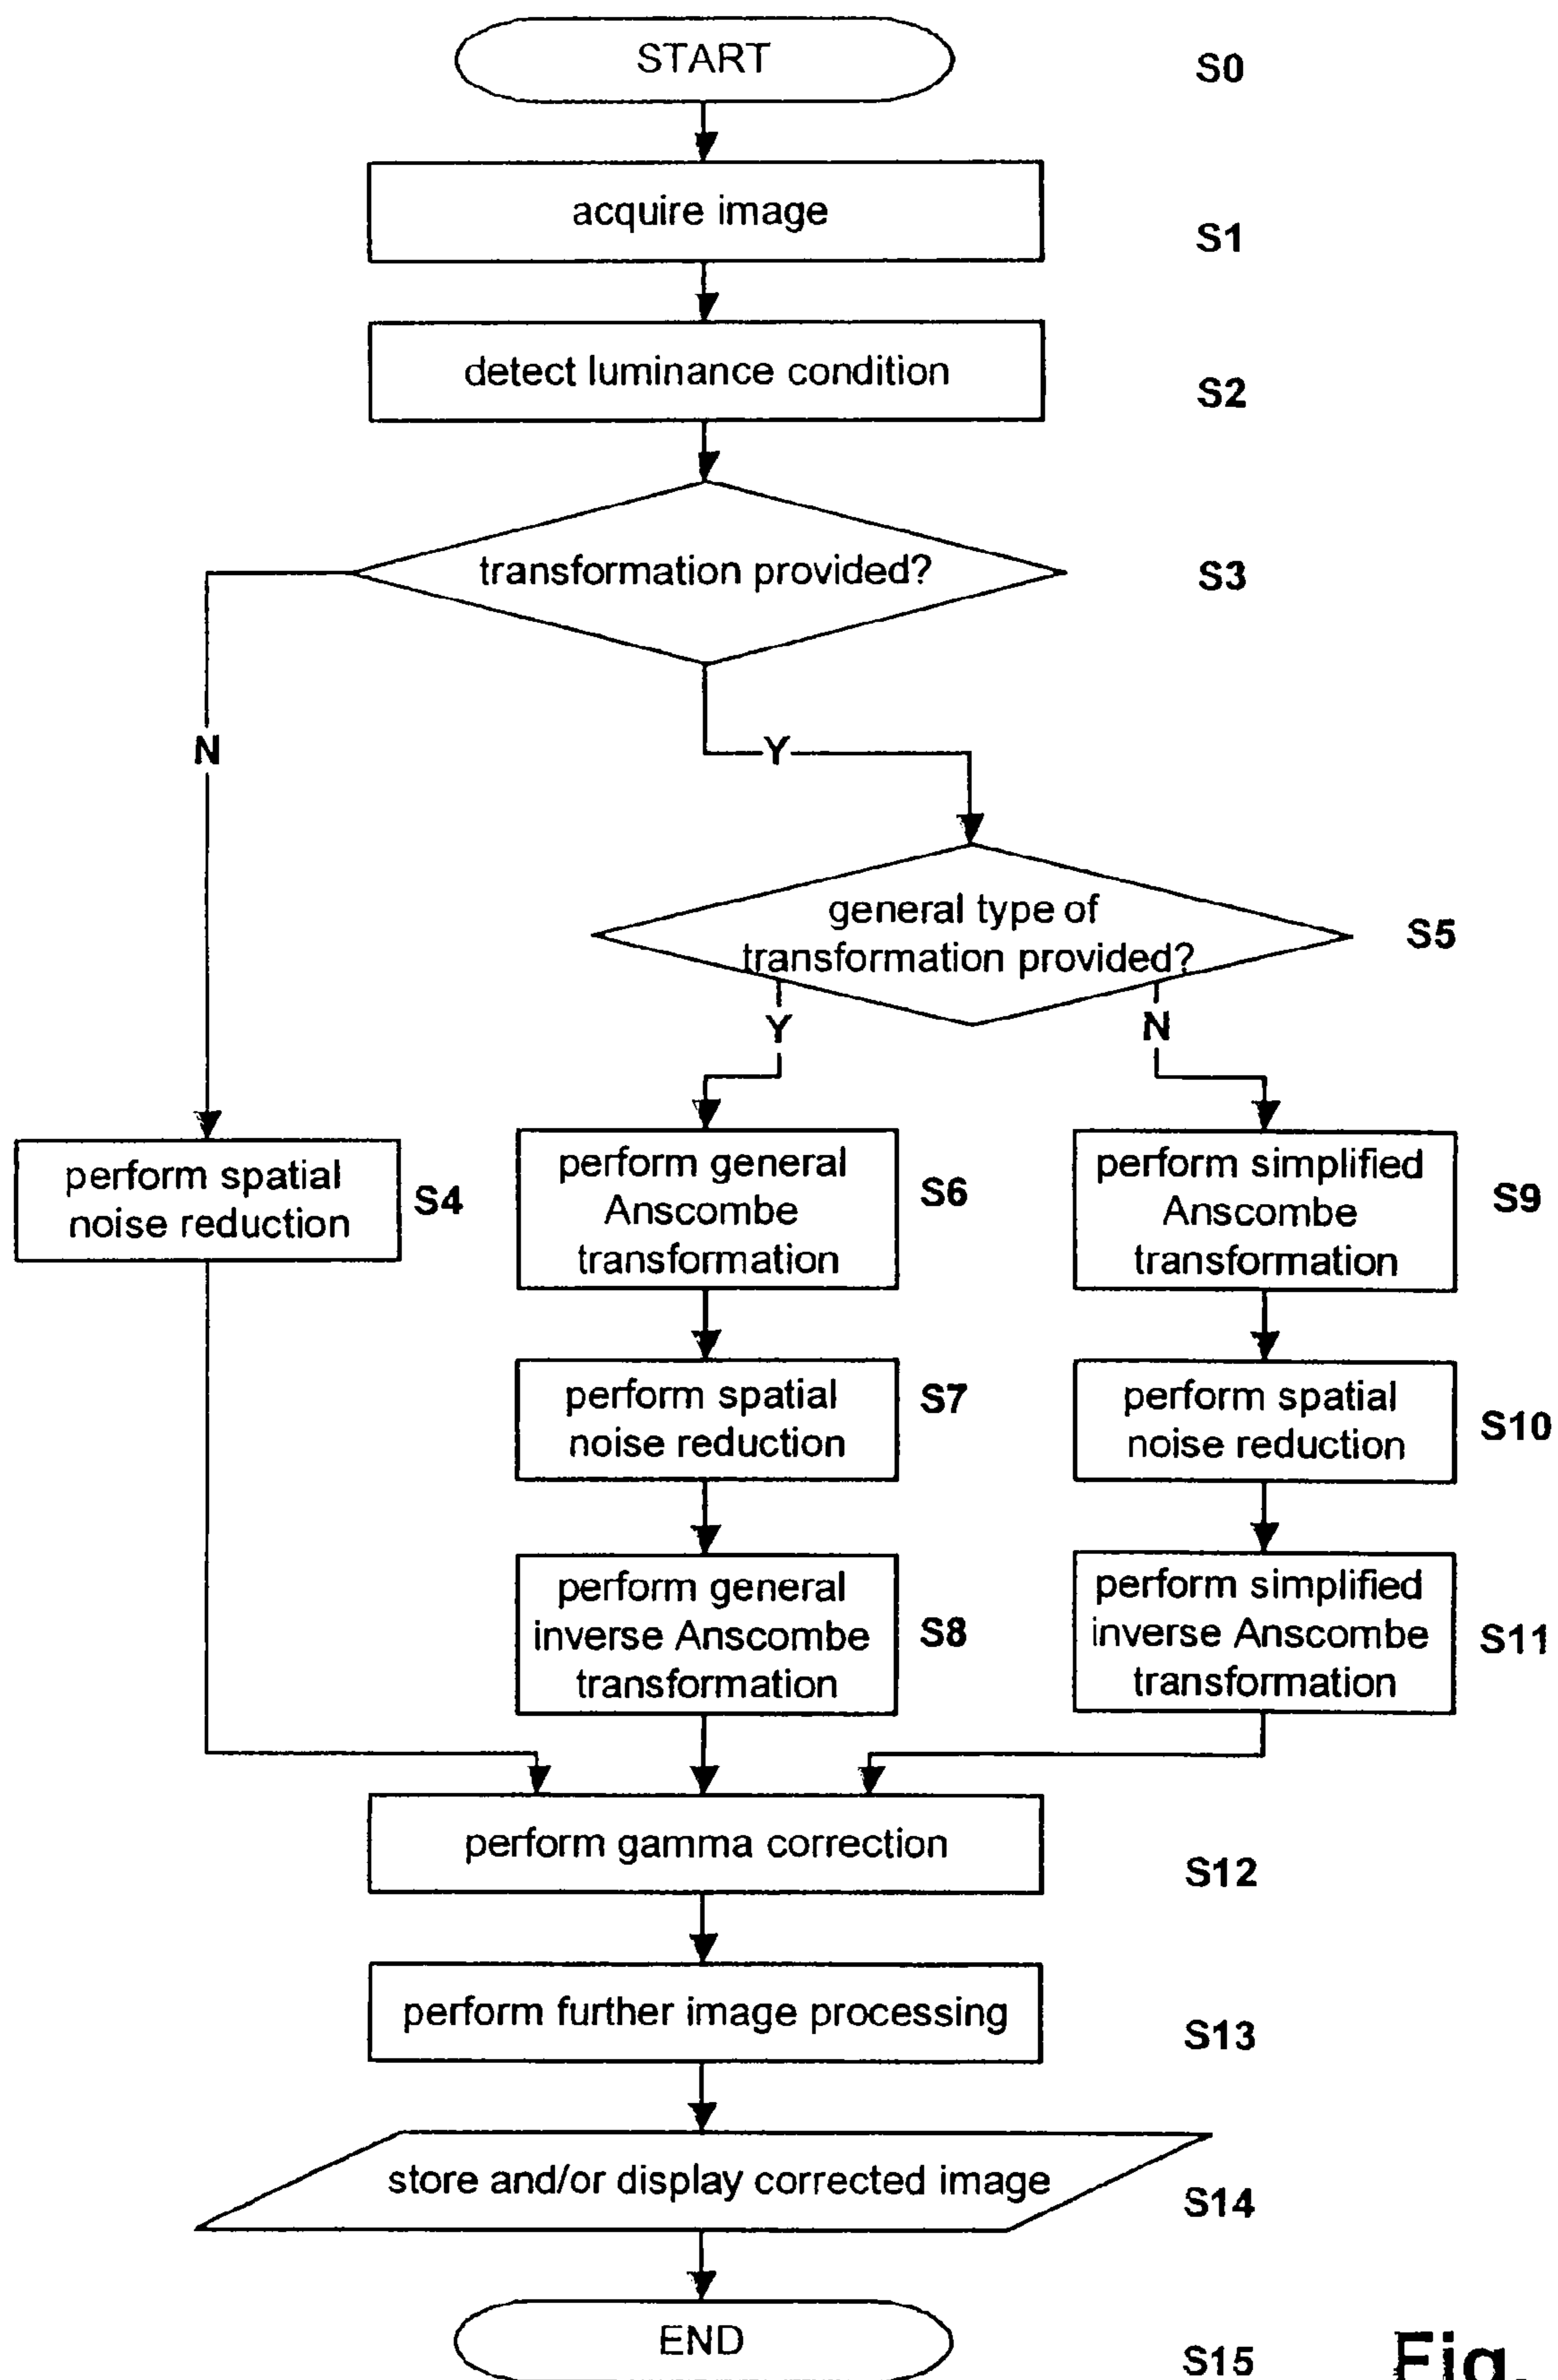 START
S0
acquire image
S1
detect luminance condition
S2
transformation provided?
S3
N
Y
general type of
transformation provided?
S5
Y
N
perform spatial
noise reduction
S4
perform general
Anscombe
transformation
S6
perform simplified
Anscombe
transformation
S9
perform spatial
noise reduction
S7
perform spatial
noise reduction
S10
perform general
inverse Anscombe
transformation
S8
perform simplified
inverse Anscombe
transformation
S11
perform gamma correction
S12
perform further image processing
S13
store and/or display corrected image
S14
END
S15
Fig.